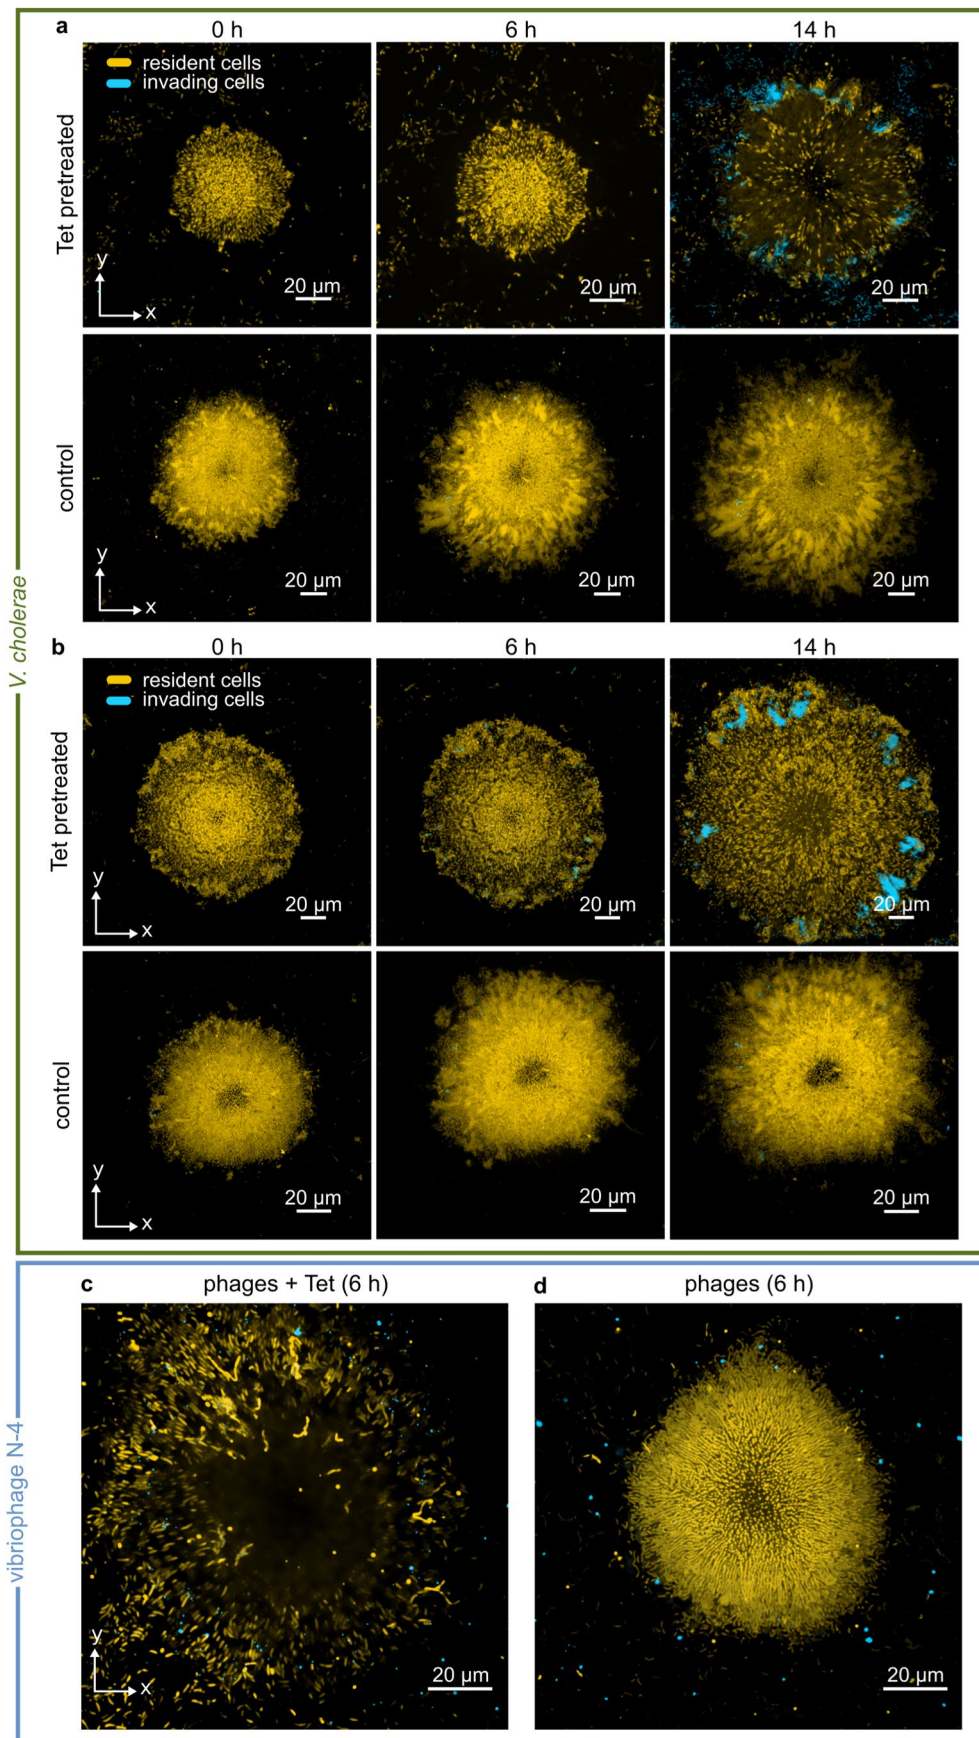 a
0 h 6 h 14 h
resident cells
invading cells
Tet pretreated
y
x
20 µm 20 µm 20 µm
control
y
x
20 µm 20 µm 20 µm
V. cholerae
b
0 h 6 h 14 h
resident cells
invading cells
Tet pretreated
y
x
20 µm 20 µm 20 µm
control
y
x
20 µm 20 µm 20 µm
c phages + Tet (6 h)
d phages (6 h)
vibriophage N-4
y
x
20 µm 20 µm